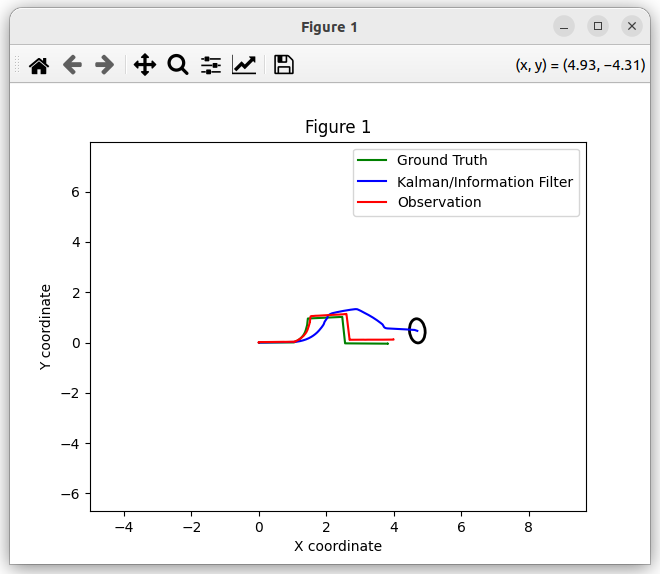 Figure 1
(x, y) = (4.93, −4.31)
Figure 1
Ground Truth
Kalman/Information Filter
Observation
6
4
2
0
−2
−4
−6
Y coordinate
−4 −2 0 2 4 6 8
X coordinate